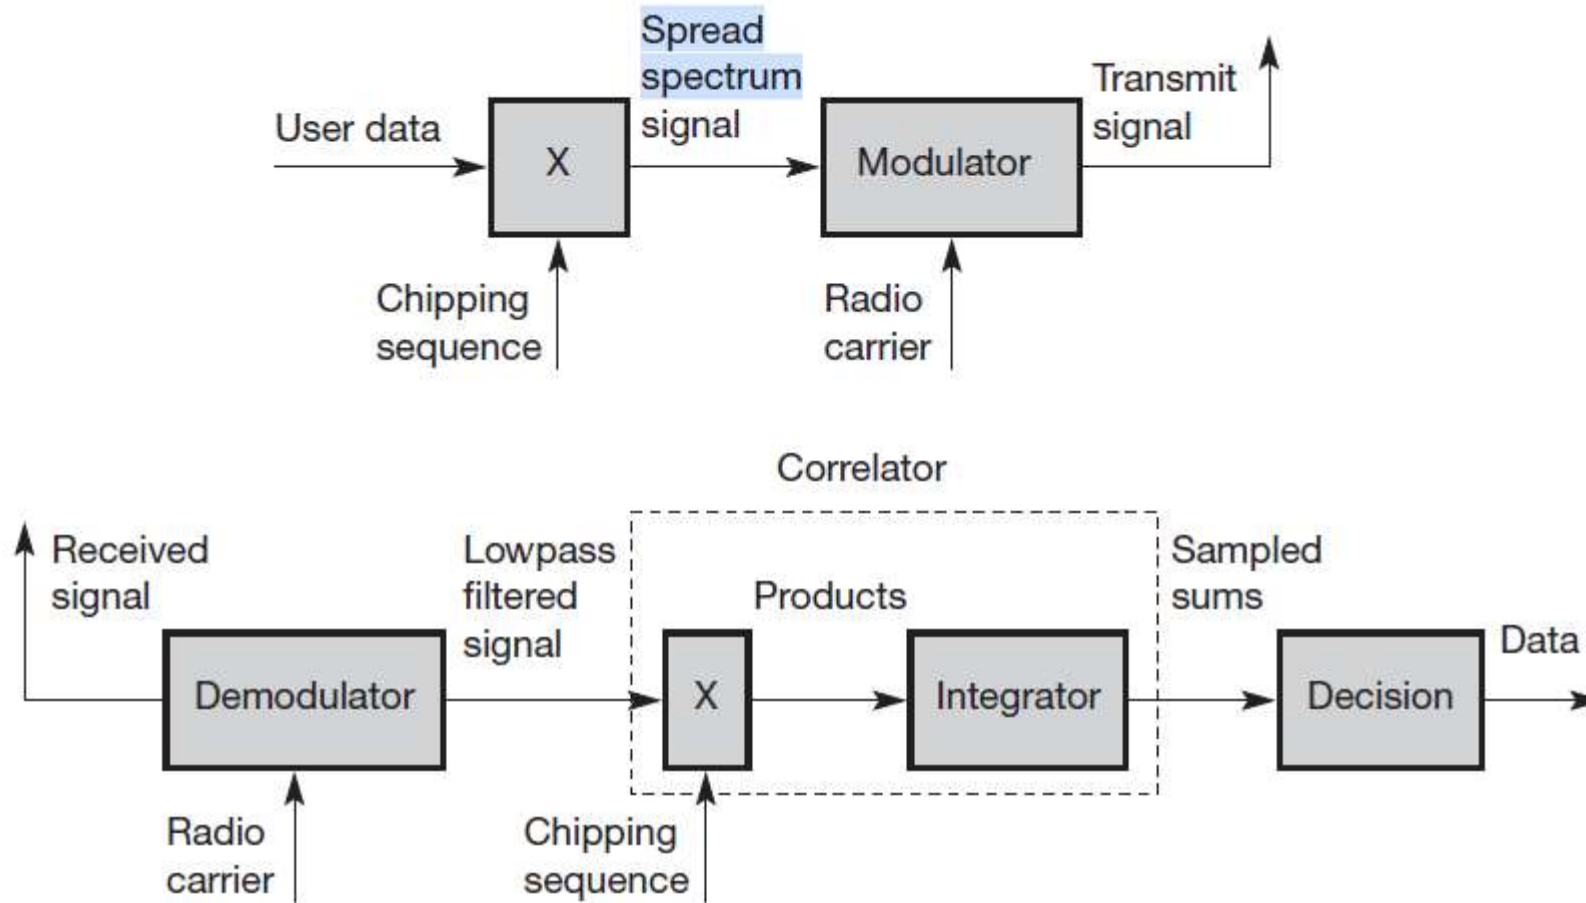 Spread
spectrum
signal
User data
X
Modulator
Transmit
signal
Chipping
sequence
Radio
carrier
Correlator
Received
signal
Lowpass
filtered
signal
Products
Sampled
sums
Data
Demodulator
X
Integrator
Decision
Radio
carrier
Chipping
sequence